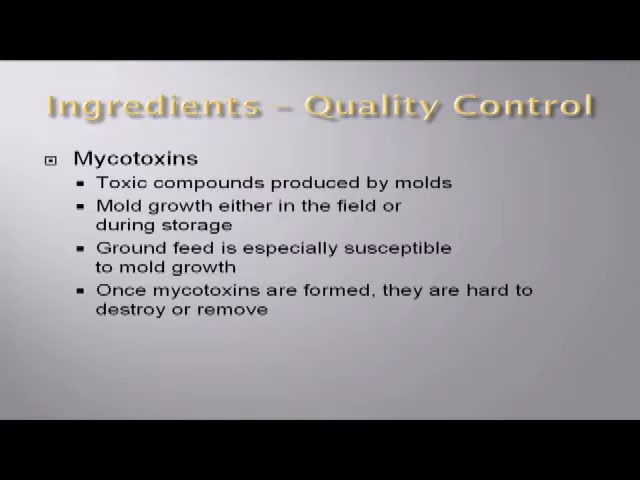 Ingredients – Quality Control
Mycotoxins
Toxic compounds produced by molds
Mold growth either in the field or
during storage
Ground feed is especially susceptible
to mold growth
Once mycotoxins are formed, they are hard to
destroy or remove